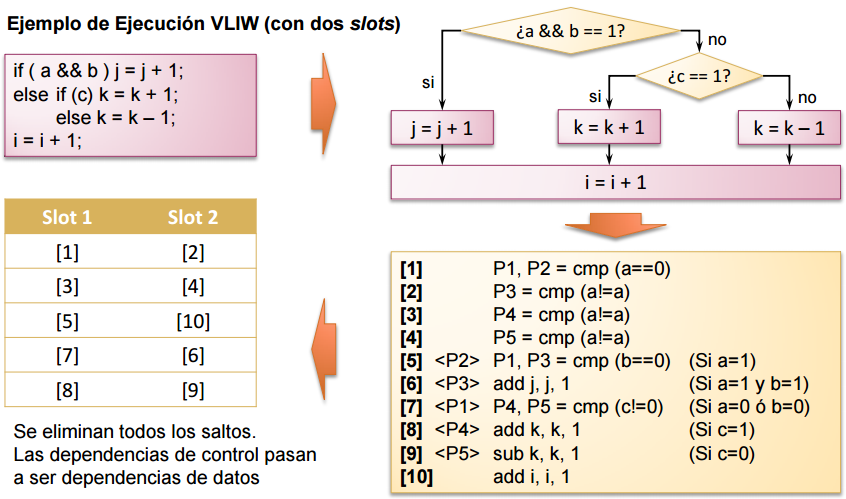 Ejemplo de Ejecución VLIW (con dos slots)
if ( a && b ) j = j + 1;
else if (c) k = k + 1;
else k = k – 1;
i = i + 1;
¿a && b == 1?
si
no
¿c == 1?
si
no
j = j + 1
k = k + 1
k = k – 1
i = i + 1
Slot 1 Slot 2
[1] [2]
[3] [4]
[5] [10]
[7] [6]
[8] [9]
Se eliminan todos los saltos.
Las dependencias de control pasan
a ser dependencias de datos
[1] P1, P2 = cmp (a==0)
[2] P3 = cmp (a!=a)
[3] P4 = cmp (a!=a)
[4] P5 = cmp (a!=a)
[5] <P2> P1, P3 = cmp (b==0) (Si a=1)
[6] <P3> add j, j, 1 (Si a=1 y b=1)
[7] <P1> P4, P5 = cmp (c!=0) (Si a=0 ó b=0)
[8] <P4> add k, k, 1 (Si c=1)
[9] <P5> sub k, k, 1 (Si c=0)
[10] add i, i, 1